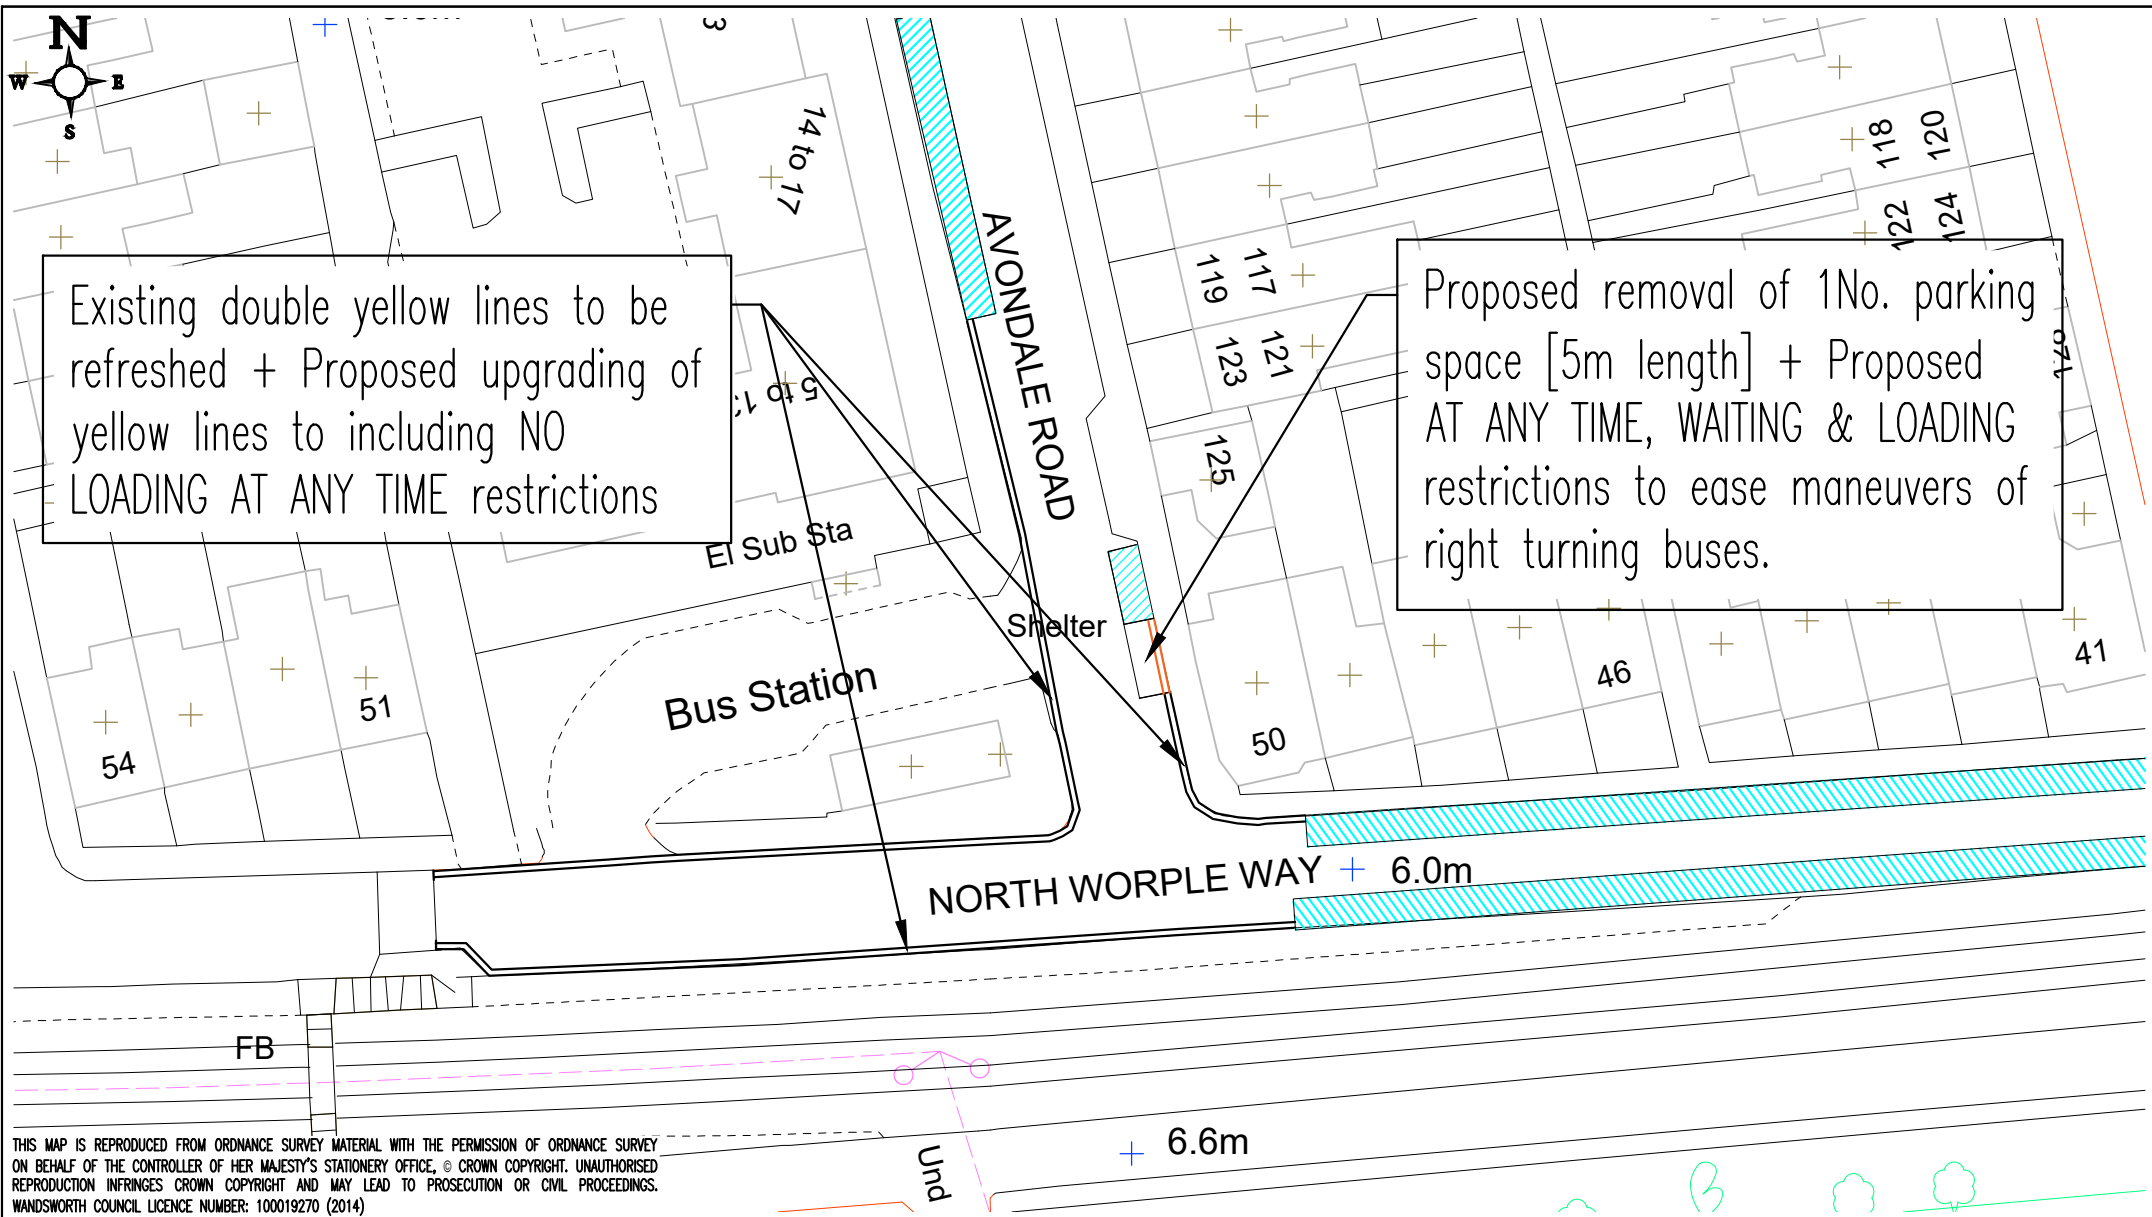 N
W E
S
14 to 17
118 120
122 124
AVONDALE ROAD
119 117
123 121
125
Existing double yellow lines to be
refreshed + Proposed upgrading of
yellow lines to including NO
LOADING AT ANY TIME restrictions
Proposed removal of 1No. parking
space [5m length] + Proposed
AT ANY TIME, WAITING & LOADING
restrictions to ease maneuvers of
right turning buses.
El Sub Sta
Shelter
Bus Station
54
51
50
46
41
NORTH WORPLE WAY
6.0m
FB
6.6m
Und
THIS MAP IS REPRODUCED FROM ORDNANCE SURVEY MATERIAL WITH THE PERMISSION OF ORDNANCE SURVEY
ON BEHALF OF THE CONTROLLER OF HER MAJESTY'S STATIONERY OFFICE, © CROWN COPYRIGHT. UNAUTHORISED
REPRODUCTION INFRINGES CROWN COPYRIGHT AND MAY LEAD TO PROSECUTION OR CIVIL PROCEEDINGS.
WANDSWORTH COUNCIL LICENCE NUMBER: 100019270 (2014)